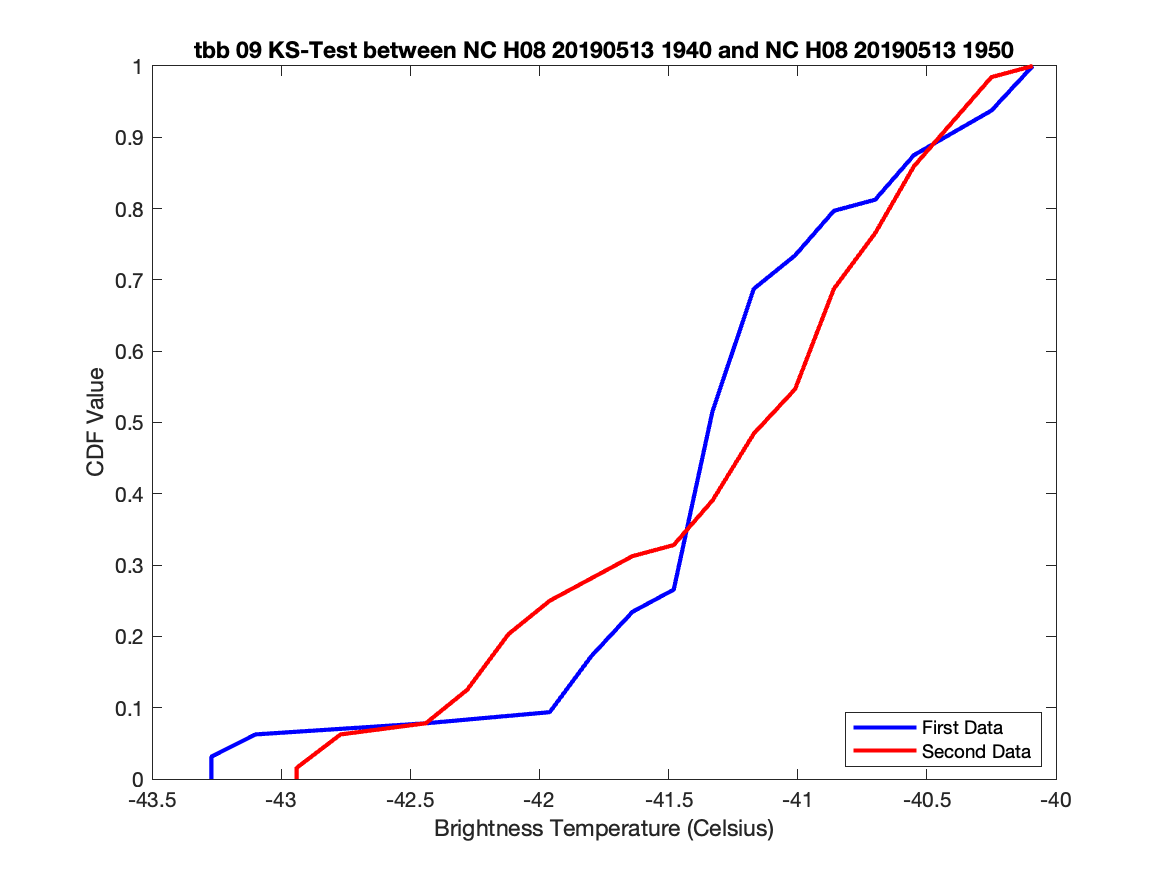 tbb 09 KS-Test between NC H08 20190513 1940 and NC H08 20190513 1950
1
0.9
0.8
0.7
0.6
0.5
0.4
0.3
0.2
0.1
0
CDF Value
First Data
Second Data
-43.5 -43 -42.5 -42 -41.5 -41 -40.5 -40
Brightness Temperature (Celsius)